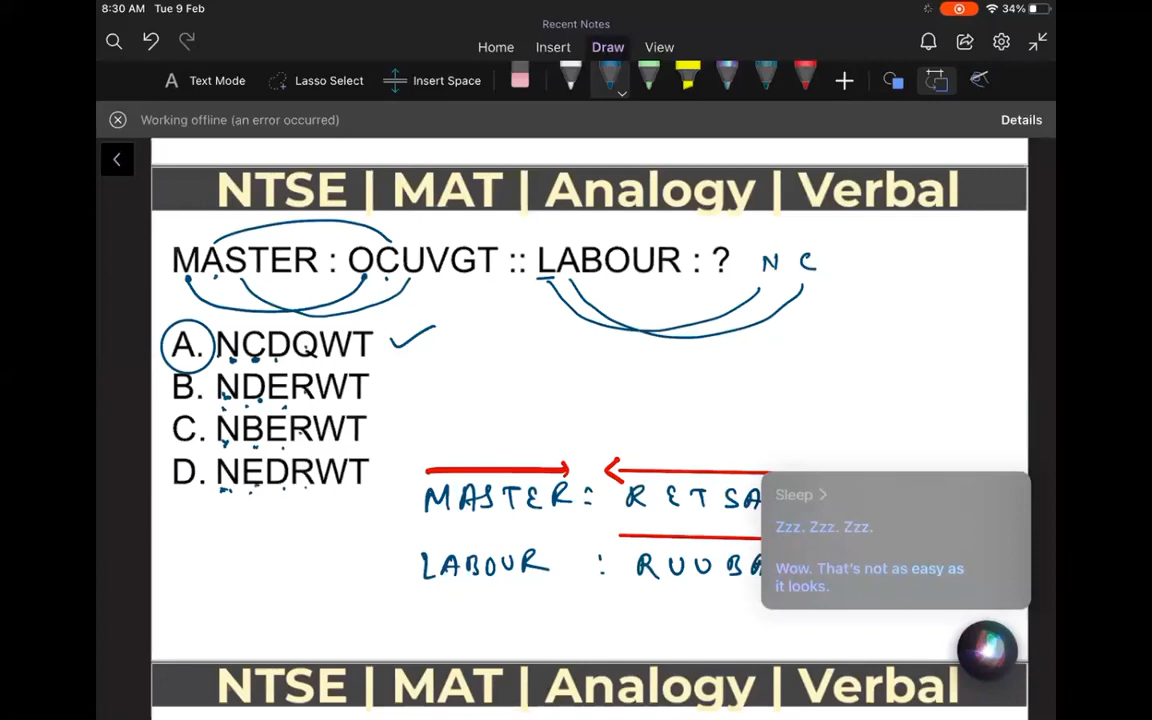 8:30 AM Tue 9 Feb
34%
Recent Notes
Home Insert Draw View
Text Mode Lasso Select Insert Space
Working offline (an error occurred)
Details
NTSE | MAT | Analogy | Verbal
MASTER : OCUVGT :: LABOUR : ? N C
A. NCDQWT
B. NDERWT
C. NBERWT
D. NEDRWT
MASTER : RETSA
LABOUR : RUOBA
Sleep
Zzz. Zzz. Zzz.
Wow. That's not as easy as
it looks.
NTSE | MAT | Analogy | Verbal